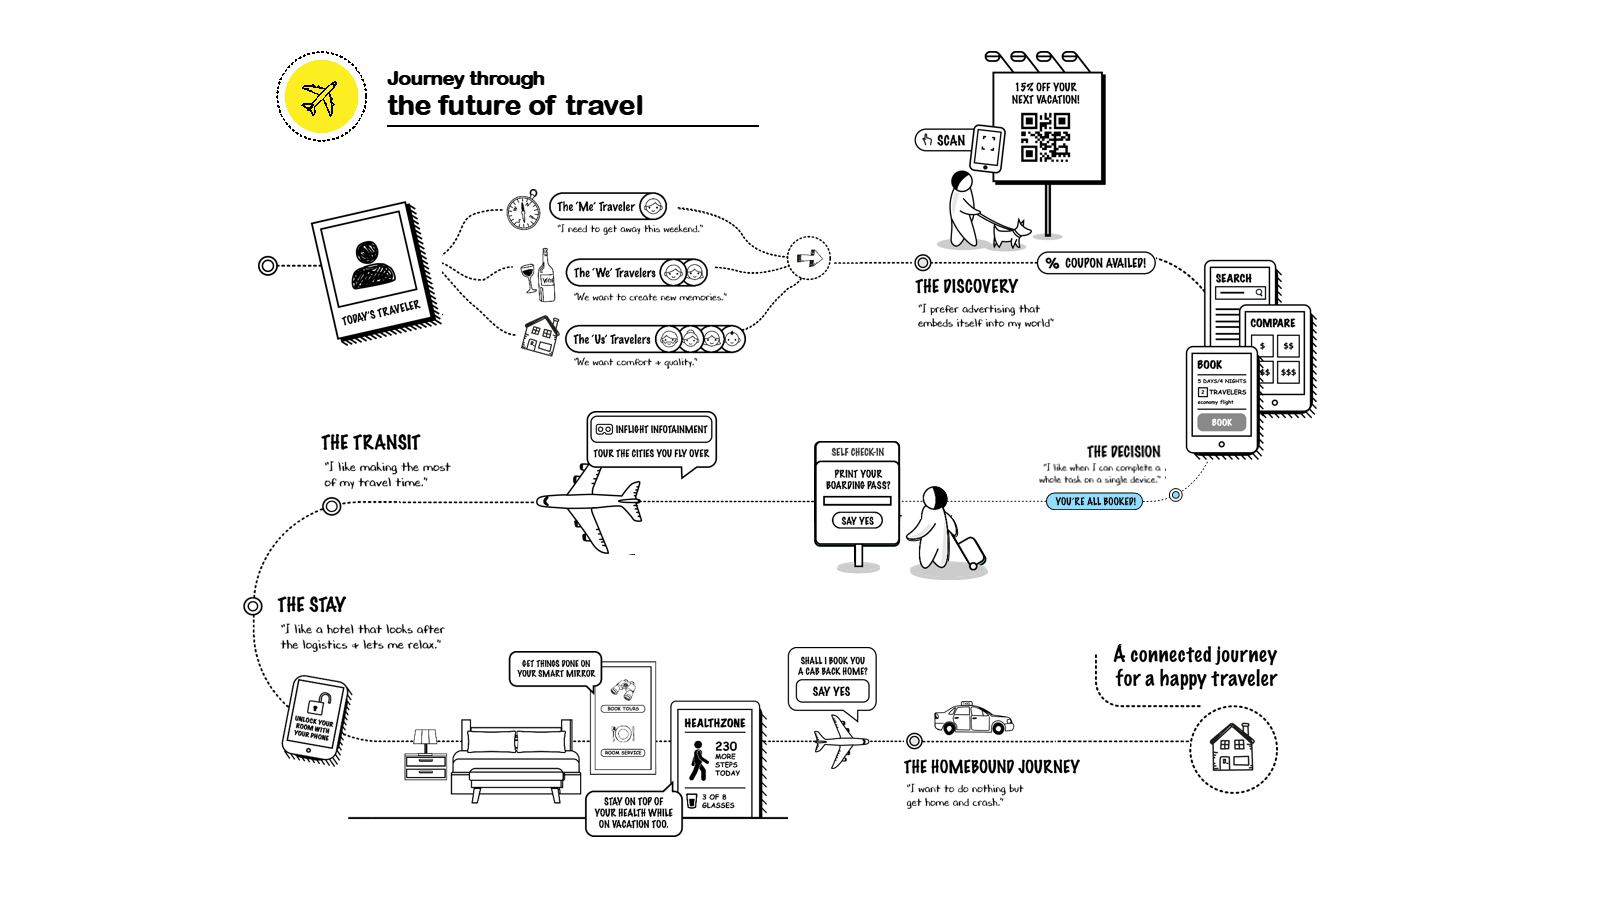 Journey through
the future of travel
15% OFF YOUR
NEXT VACATION!
SCAN
TODAY'S TRAVELER
The 'Me' Traveler
"I need to get away this weekend."
The 'We' Travelers
"We want to create new memories."
The 'Us' Travelers
"We want comfort + quality."
% COUPON AVAILED!
THE DISCOVERY
"I prefer advertising that
embeds itself into my world"
SEARCH
COMPARE
$ $$
$$ $$$
BOOK
5 DAYS/4 NIGHTS
2 TRAVELERS
economy flight
BOOK
THE DECISION
"I like when I can complete a
whole task on a single device."
YOU'RE ALL BOOKED!
SELF CHECK-IN
PRINT YOUR
BOARDING PASS?
SAY YES
INFLIGHT INFOTAINMENT
TOUR THE CITIES YOU FLY OVER
THE TRANSIT
"I like making the most
of my travel time."
THE STAY
"I like a hotel that looks after
the logistics + lets me relax."
UNLOCK YOUR
ROOM WITH
YOUR PHONE
GET THINGS DONE ON
YOUR SMART MIRROR
BOOK TOURS
ROOM SERVICE
HEALTHZONE
230
MORE
STEPS
TODAY
3 OF 8
GLASSES
STAY ON TOP OF
YOUR HEALTH WHILE
ON VACATION TOO.
SHALL I BOOK YOU
A CAB BACK HOME?
SAY YES
THE HOMEBOUND JOURNEY
"I want to do nothing but
get home and crash."
A connected journey
for a happy traveler